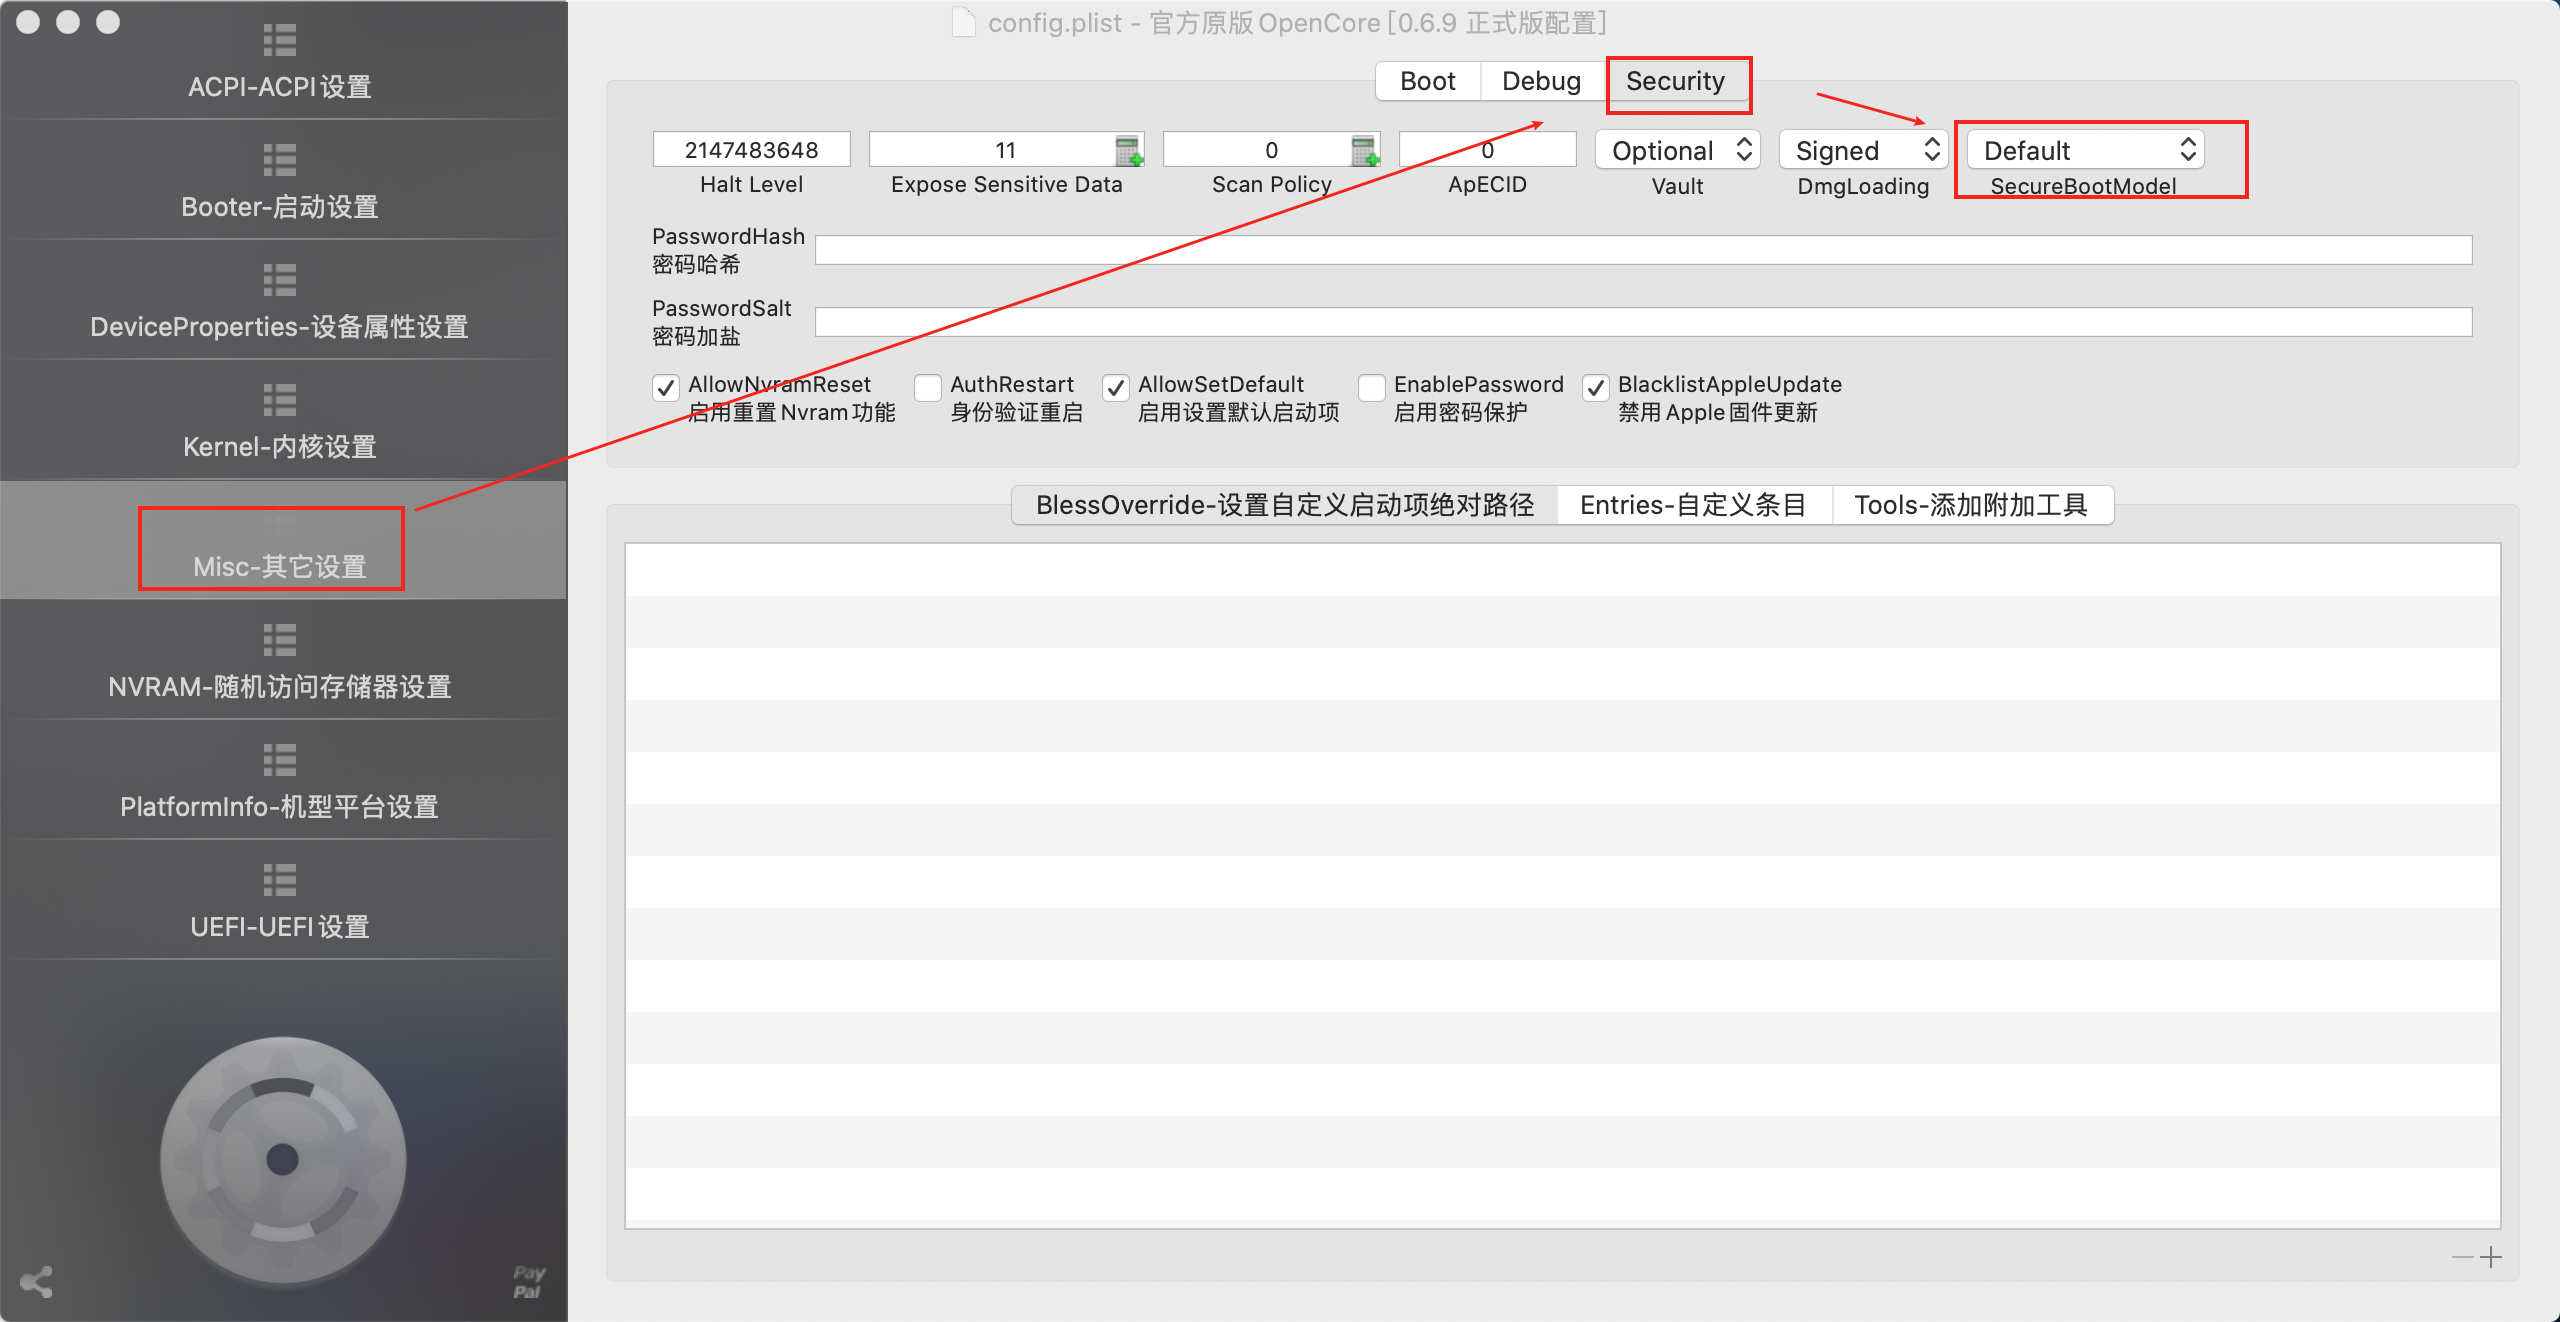 config.plist - 官方原版 OpenCore [0.6.9 正式版配置]
ACPI-ACPI 设置
Booter-启动设置
DeviceProperties-设备属性设置
Kernel-内核设置
Misc-其它设置
NVRAM-随机访问存储器设置
PlatformInfo-机型平台设置
UEFI-UEFI 设置
Pay
Pal
Boot Debug Security
2147483648 11 0 0 Optional Signed Default
Halt Level Expose Sensitive Data Scan Policy ApECID Vault DmgLoading SecureBootModel
PasswordHash
密码哈希
PasswordSalt
密码加盐
AllowNvramReset AuthRestart AllowSetDefault EnablePassword BlacklistAppleUpdate
启用重置 Nvram 功能 身份验证重启 启用设置默认启动项 启用密码保护 禁用 Apple 固件更新
BlessOverride-设置自定义启动项绝对路径 Entries-自定义条目 Tools-添加附加工具